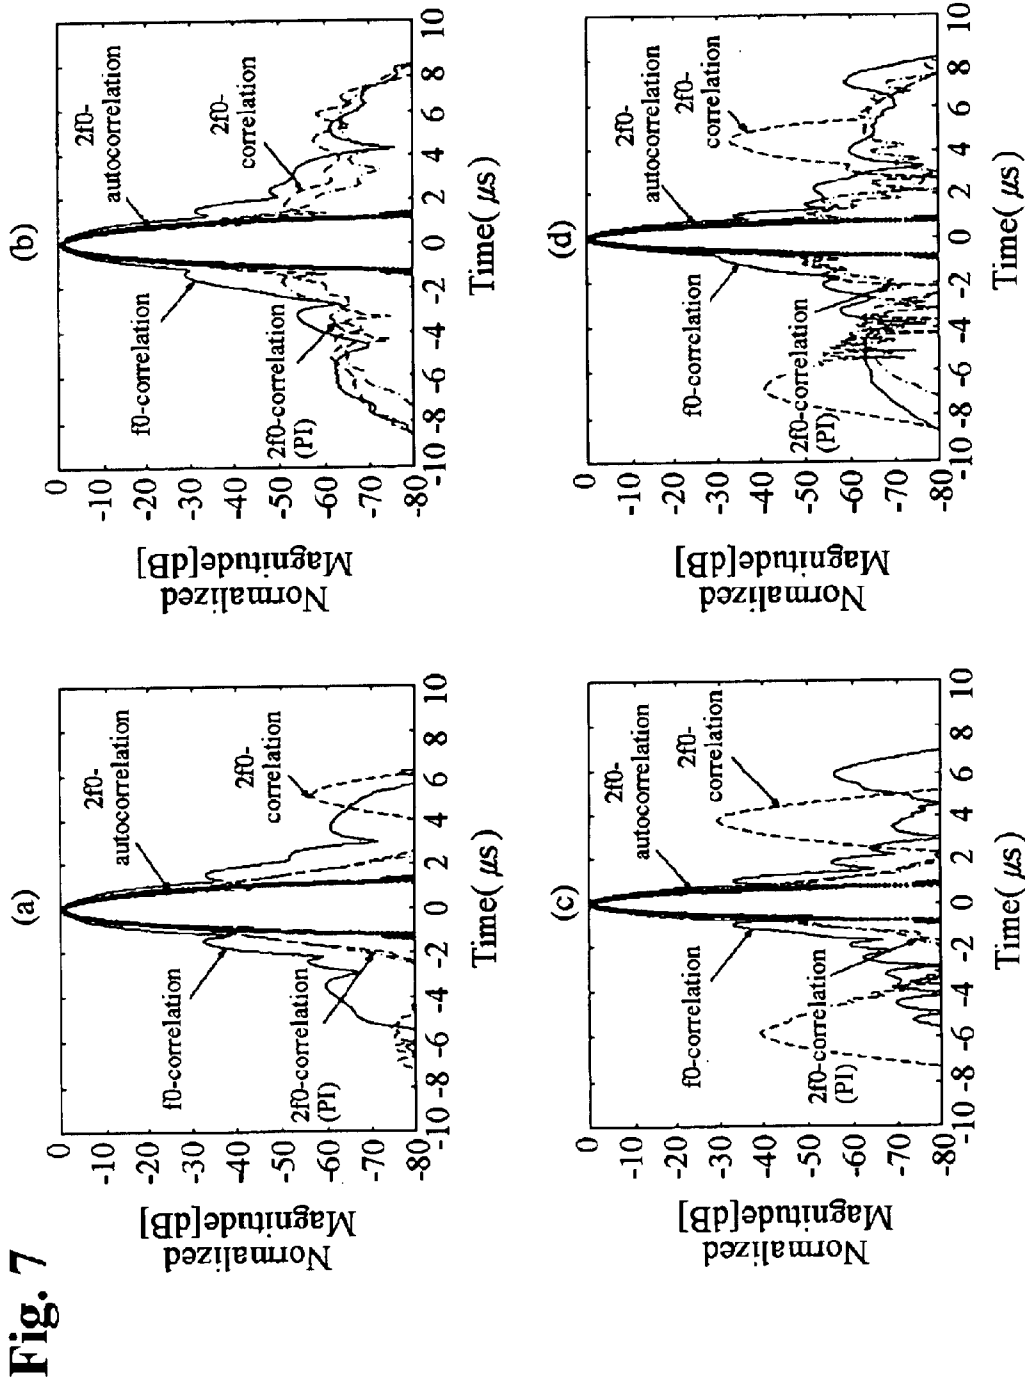 Fig. 7
(a)
Normalized
Magnitude[dB]
0
-10
-20
-30
-40
-50
-60
-70
-80
-10 -8 -6 -4 -2 0 2 4 6 8 10
Time( μs)
f0-correlation
2f0-correlation
(PI)
2f0-
autocorrelation
2f0-
correlation
(b)
Normalized
Magnitude[dB]
0
-10
-20
-30
-40
-50
-60
-70
-80
-10 -8 -6 -4 -2 0 2 4 6 8 10
Time( μs)
f0-correlation
2f0-correlation
(PI)
2f0-
autocorrelation
2f0-
correlation
(c)
Normalized
Magnitude[dB]
0
-10
-20
-30
-40
-50
-60
-70
-80
-10 -8 -6 -4 -2 0 2 4 6 8 10
Time( μs)
f0-correlation
2f0-correlation
(PI)
2f0-
autocorrelation
2f0-
correlation
(d)
Normalized
Magnitude[dB]
0
-10
-20
-30
-40
-50
-60
-70
-80
-10 -8 -6 -4 -2 0 2 4 6 8 10
Time( μs)
f0-correlation
2f0-correlation
(PI)
2f0-
autocorrelation
2f0-
correlation